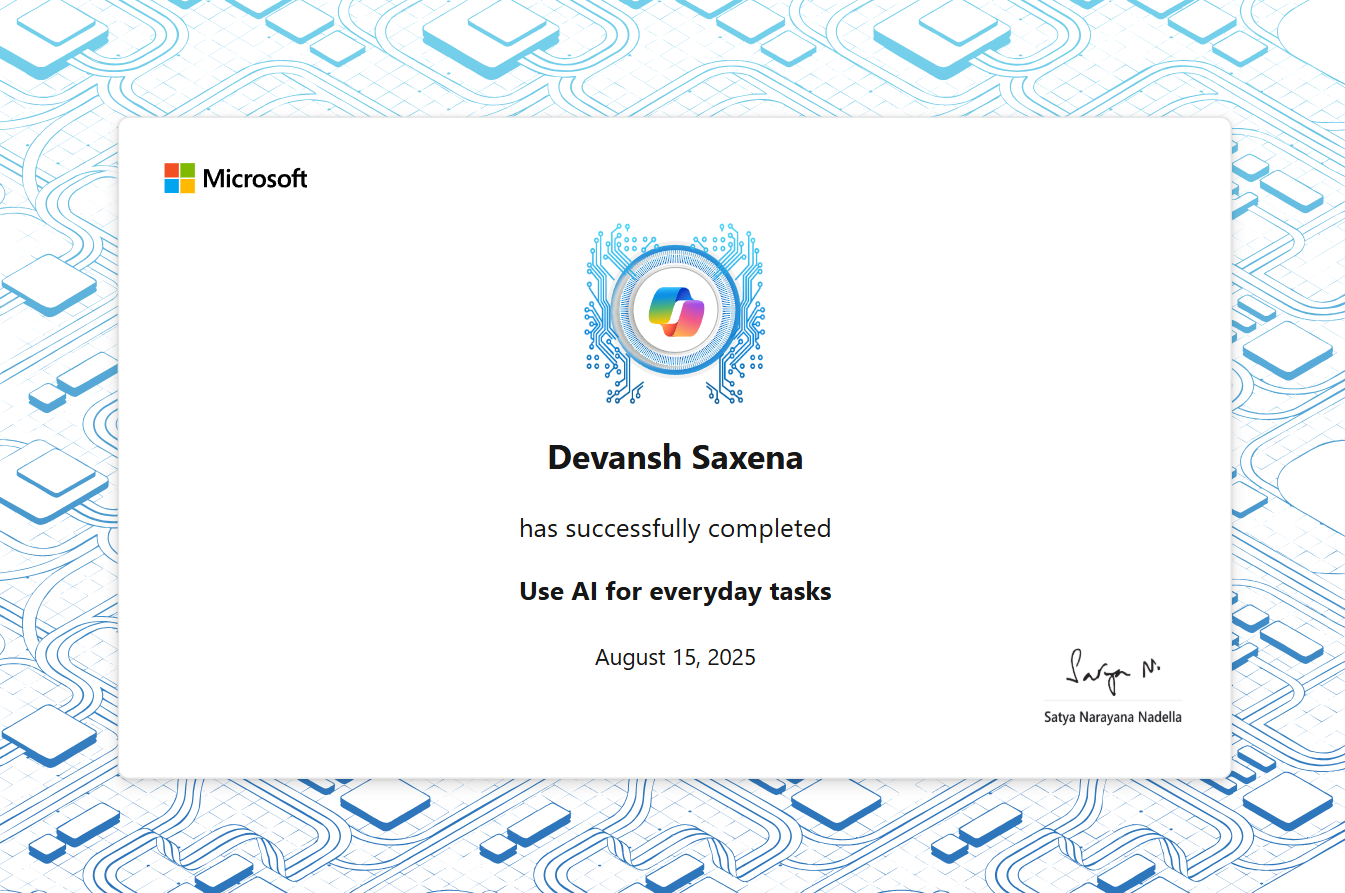 Microsoft
Devansh Saxena
has successfully completed
Use AI for everyday tasks
August 15, 2025
Satya N.
Satya Narayana Nadella